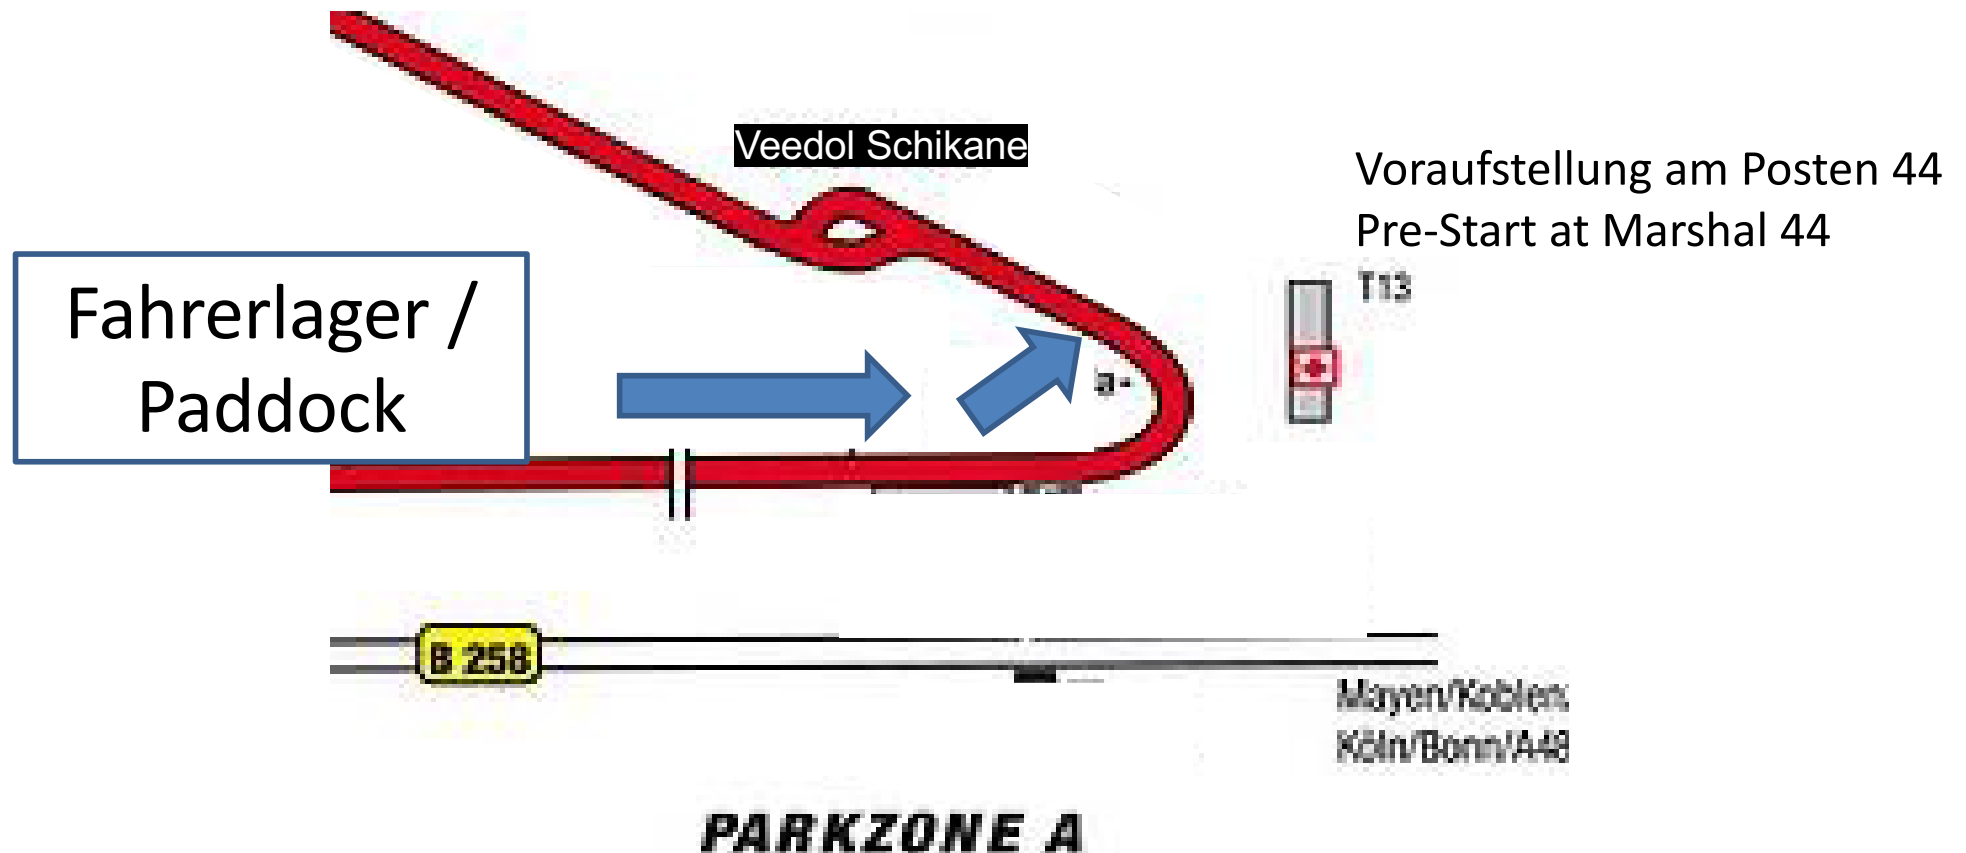 Veedol Schikane
Voraufstellung am Posten 44
Pre-Start at Marshal 44
T13
Fahrerlager /
Paddock
B 258
Mayen/Koblen
Köln/Bonn/A48
PARKZONE A